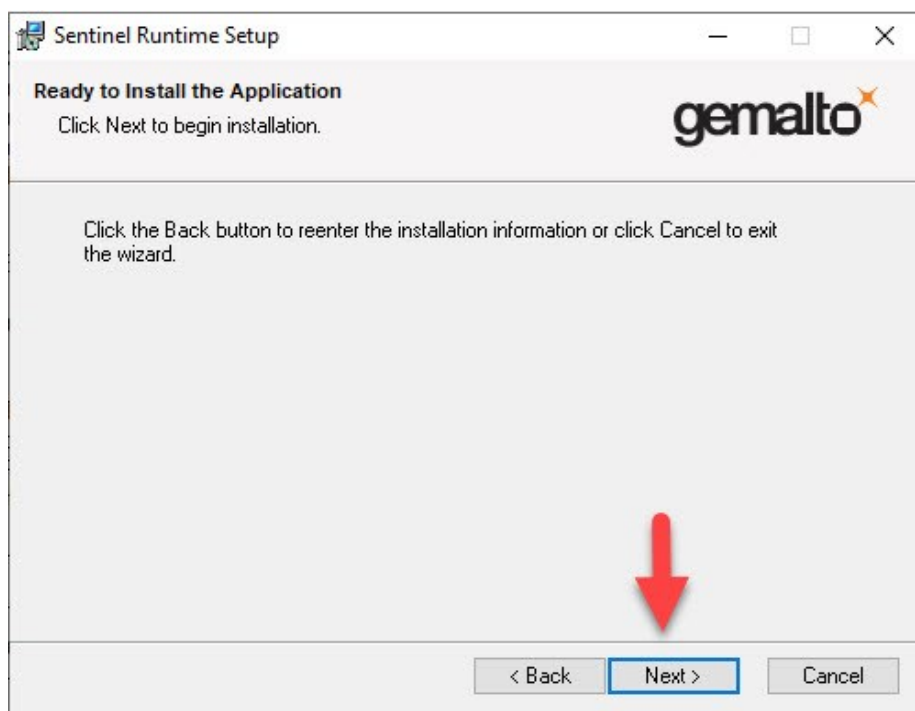 Sentinel Runtime Setup
Ready to Install the Application
Click Next to begin installation.
gemalto
Click the Back button to reenter the installation information or click Cancel to exit
the wizard.
< Back
Next >
Cancel